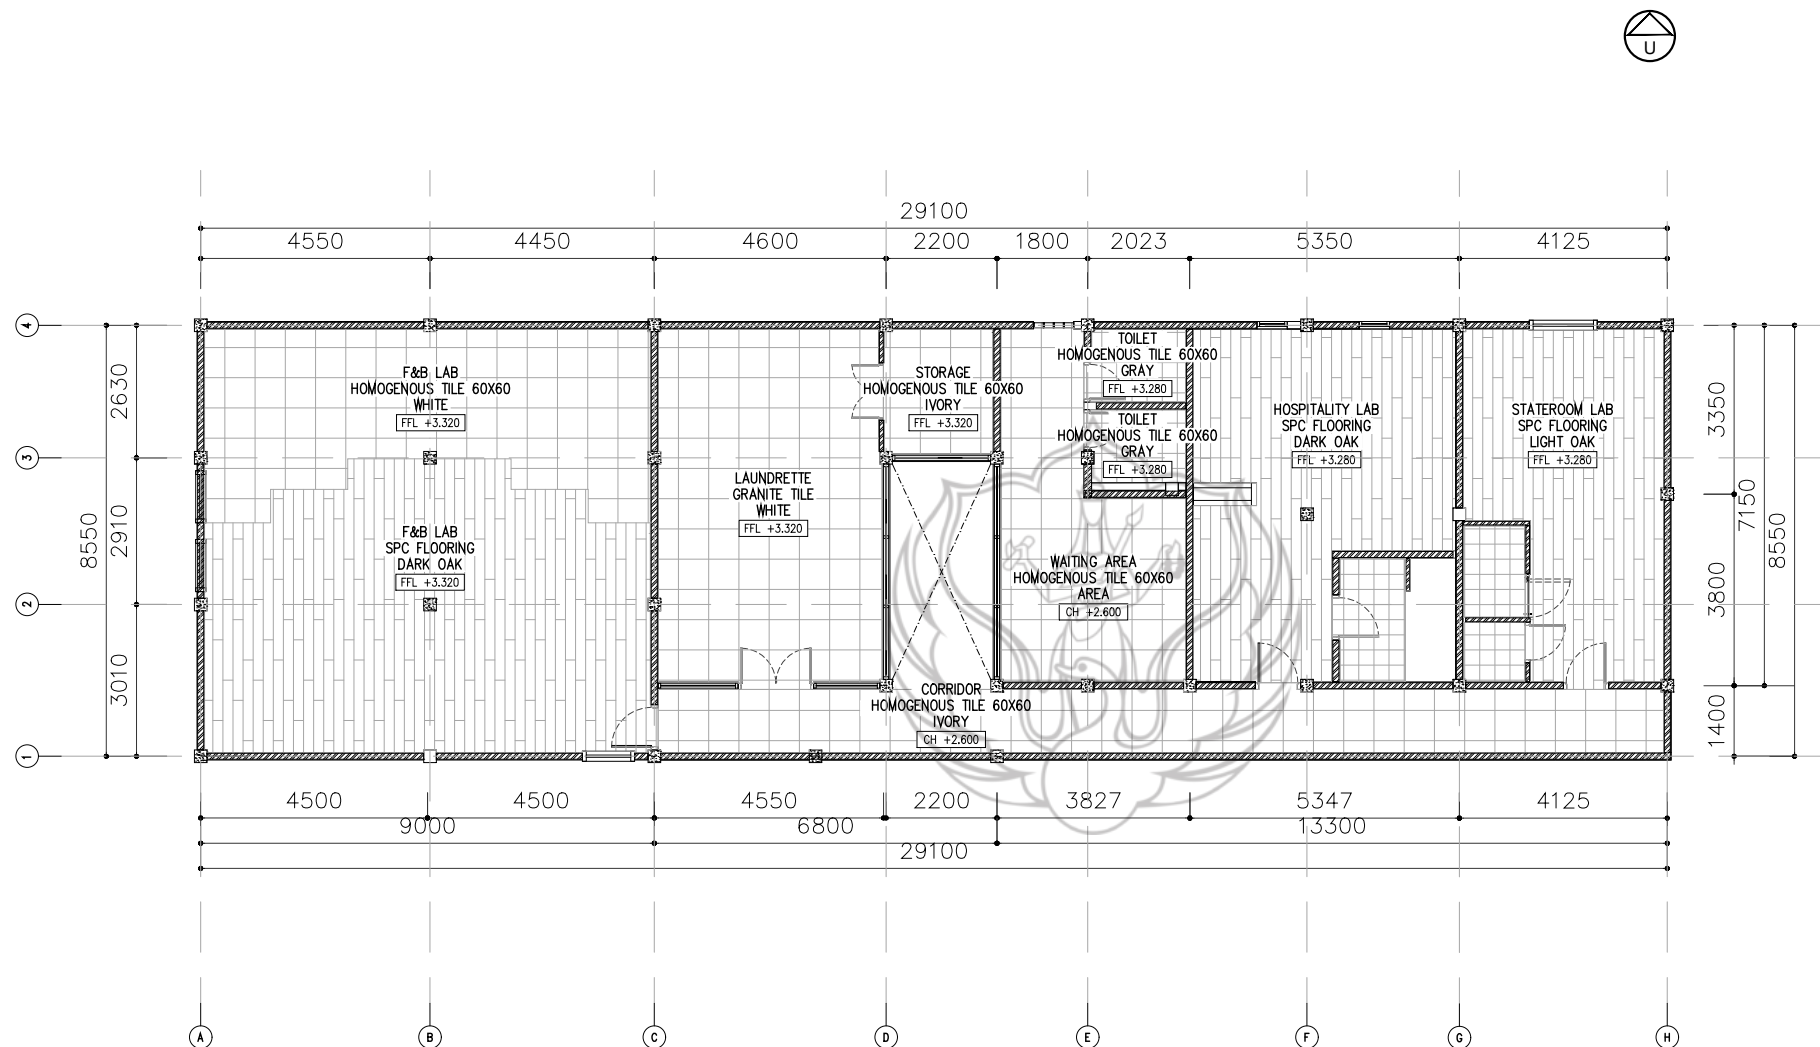 U
29100
4550 4450 4600 2200 1800 2023 5350 4125
4
3
2
1
2630
2910
3010
8550
3350
3800
1400
7150
8550
F&B LAB
HOMOGENOUS TILE 60X60
WHITE
FFL +3.320
F&B LAB
SPC FLOORING
DARK OAK
FFL +3.320
LAUNDRETTE
GRANITE TILE
WHITE
FFL +3.320
STORAGE
HOMOGENOUS TILE 60X60
IVORY
FFL +3.320
TOILET
HOMOGENOUS TILE 60X60
GRAY
FFL +3.280
TOILET
HOMOGENOUS TILE 60X60
GRAY
FFL +3.280
WAITING AREA
HOMOGENOUS TILE 60X60
AREA
CH +2.600
HOSPITALITY LAB
SPC FLOORING
DARK OAK
FFL +3.280
STATEROOM LAB
SPC FLOORING
LIGHT OAK
FFL +3.280
CORRIDOR
HOMOGENOUS TILE 60X60
IVORY
CH +2.600
4500 4500 4550 2200 3827 5347 4125
9000 6800 13300
29100
A B C D E F G H